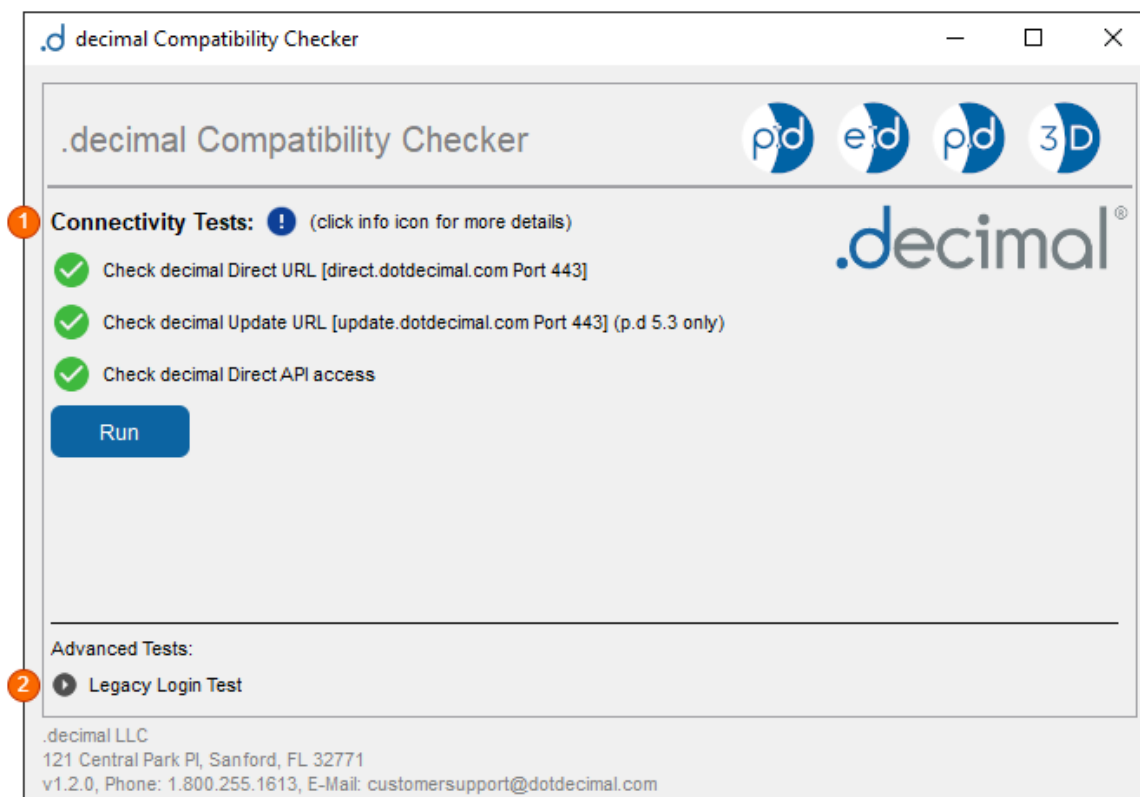 .d decimal Compatibility Checker
.decimal Compatibility Checker
p.d e.d p.d 3D
1 Connectivity Tests: ! (click info icon for more details)
.decimal®
Check decimal Direct URL [direct.dotdecimal.com Port 443]
Check decimal Update URL [update.dotdecimal.com Port 443] (p.d 5.3 only)
Check decimal Direct API access
Run
Advanced Tests:
2 Legacy Login Test
.decimal LLC
121 Central Park Pl, Sanford, FL 32771
v1.2.0, Phone: 1.800.255.1613, E-Mail: customersupport@dotdecimal.com